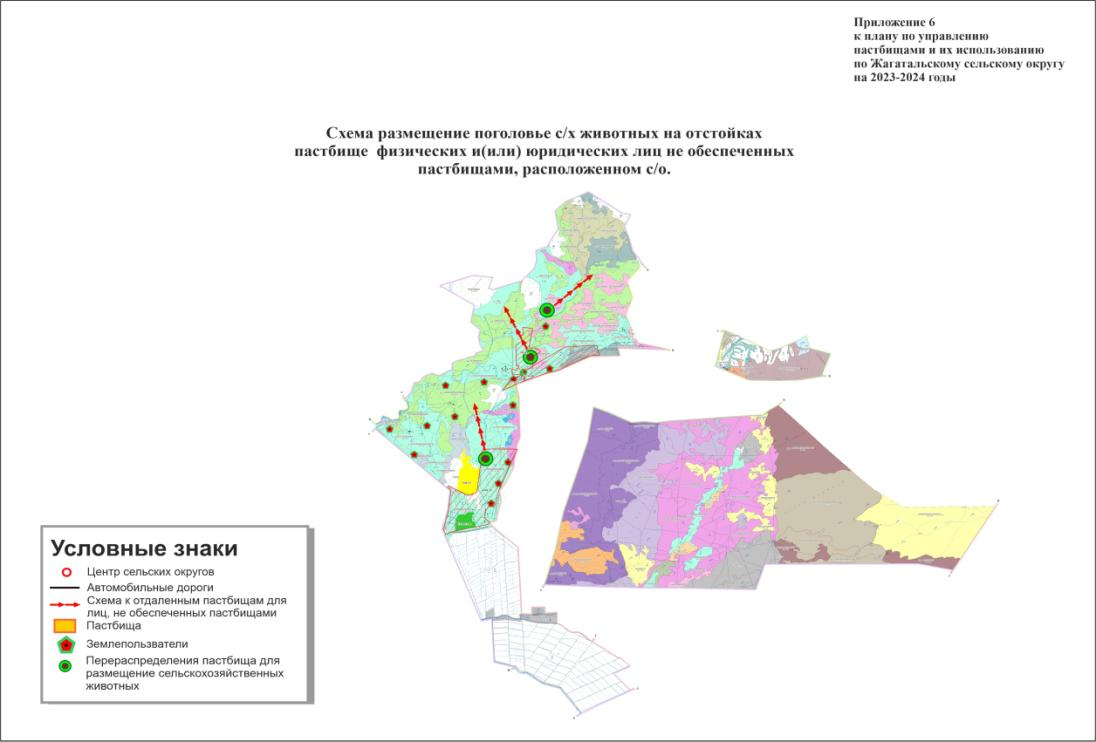 Приложение 6
к плану по управлению
пастбищами и их использованию
по Жагатальскому сельскому округу
на 2023-2024 годы
Схема размещение поголовье с/х животных на отстойках
пастбище физических и(или) юридических лиц не обеспеченных
пастбищами, расположенном с/о.
Условные знаки
Центр сельских округов
Автомобильные дороги
Схема к отдаленным пастбищам для
лиц, не обеспеченных пастбищами
Пастбища
Землепользватели
Перераспределения пастбища для
размещение сельскохозяйственных
животных